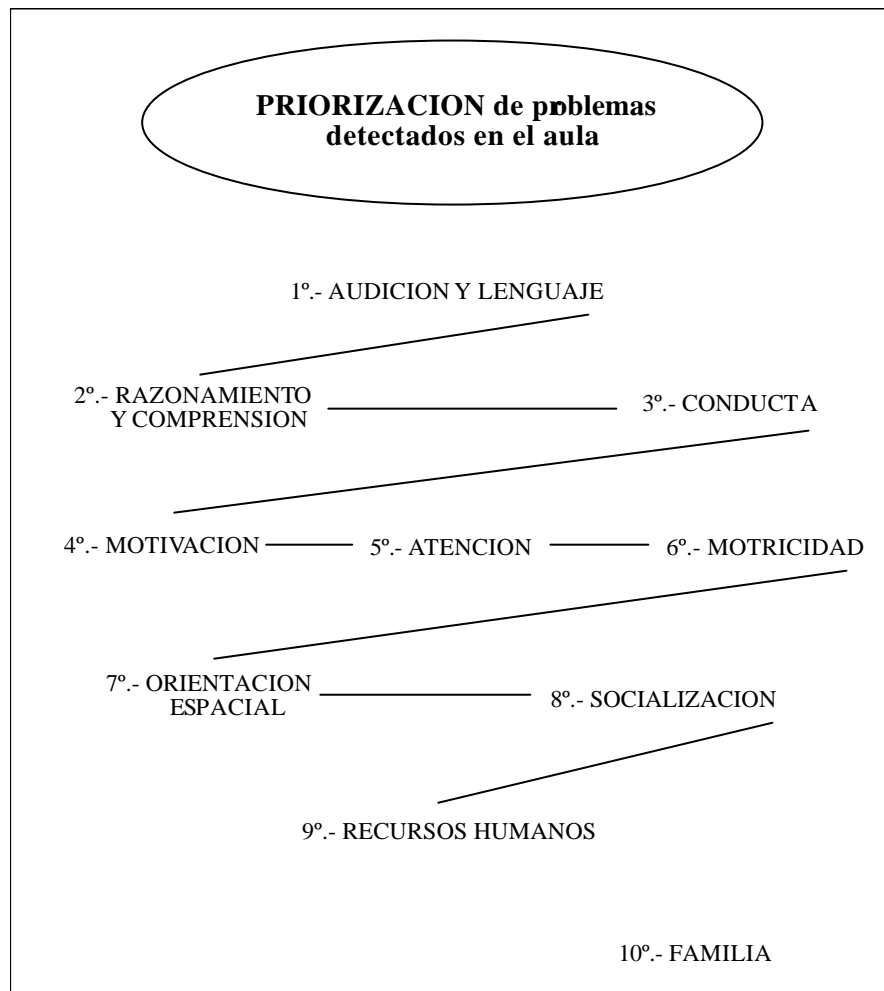 PRIORIZACION de problemas
detectados en el aula
1º.- AUDICION Y LENGUAJE
2º.- RAZONAMIENTO
Y COMPRENSION
3º.- CONDUCTA
4º.- MOTIVACION
5º.- ATENCION
6º.- MOTRICIDAD
7º.- ORIENTACION
ESPACIAL
8º.- SOCIALIZACION
9º.- RECURSOS HUMANOS
10º.- FAMILIA